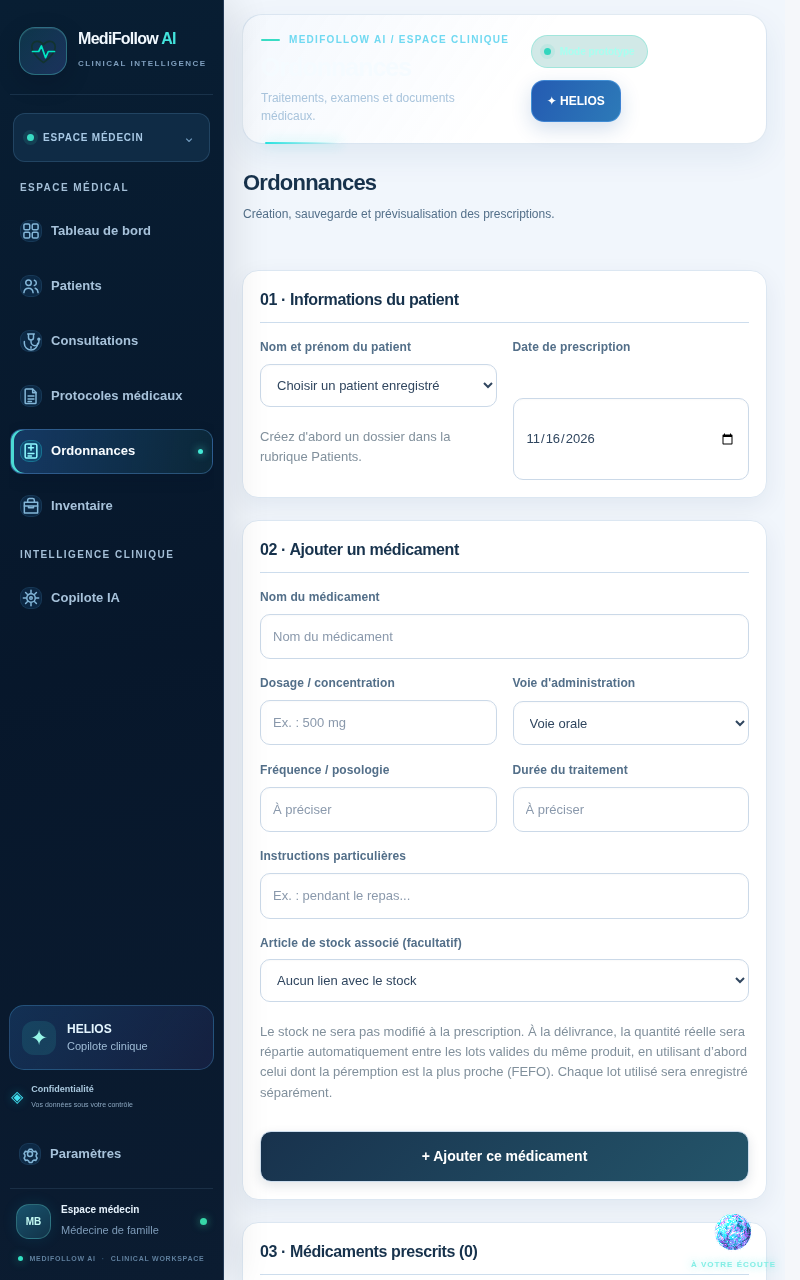 MediFollow AI
CLINICAL INTELLIGENCE
ESPACE MÉDECIN
ESPACE MÉDICAL
Tableau de bord
Patients
Consultations
Protocoles médicaux
Ordonnances
Inventaire
INTELLIGENCE CLINIQUE
Copilote IA
HELIOS
Copilote clinique
Confidentialité
Vos données sous votre contrôle
Paramètres
MB
Espace médecin
Médecine de famille
MEDIFOLLOW AI · CLINICAL WORKSPACE
MEDIFOLLOW AI / ESPACE CLINIQUE
Traitements, examens et documents
médicaux.
✦ HELIOS
Ordonnances
Création, sauvegarde et prévisualisation des prescriptions.
01 · Informations du patient
Nom et prénom du patient
Date de prescription
Choisir un patient enregistré
Créez d'abord un dossier dans la
rubrique Patients.
11/16/2026
02 · Ajouter un médicament
Nom du médicament
Nom du médicament
Dosage / concentration
Voie d'administration
Ex. : 500 mg
Voie orale
Fréquence / posologie
Durée du traitement
À préciser
À préciser
Instructions particulières
Ex. : pendant le repas...
Article de stock associé (facultatif)
Aucun lien avec le stock
Le stock ne sera pas modifié à la prescription. À la délivrance, la quantité réelle sera
répartie automatiquement entre les lots valides du même produit, en utilisant d'abord
celui dont la péremption est la plus proche (FEFO). Chaque lot utilisé sera enregistré
séparément.
+ Ajouter ce médicament
03 · Médicaments prescrits (0)
À VOTRE ÉCOUTE